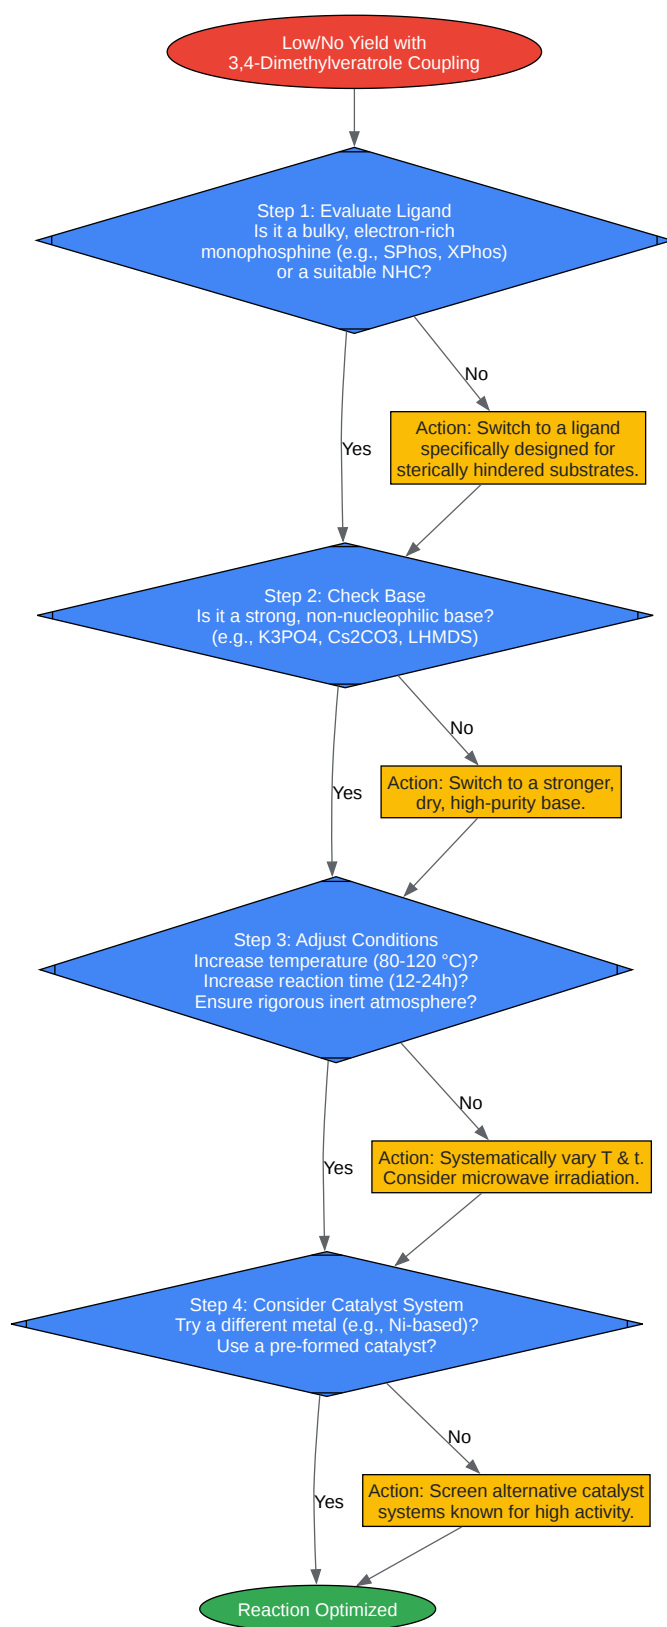 Low/No Yield with
3,4-Dimethylveratrole Coupling
Step 1: Evaluate Ligand
Is it a bulky, electron-rich
monophosphine (e.g., SPhos, XPhos)
or a suitable NHC?
No
Action: Switch to a ligand
specifically designed for
sterically hindered substrates.
Yes
Step 2: Check Base
Is it a strong, non-nucleophilic base?
(e.g., K3PO4, Cs2CO3, LHMDS)
No
Action: Switch to a stronger,
dry, high-purity base.
Yes
Step 3: Adjust Conditions
Increase temperature (80-120 °C)?
Increase reaction time (12-24h)?
Ensure rigorous inert atmosphere?
No
Action: Systematically vary T & t.
Consider microwave irradiation.
Yes
Step 4: Consider Catalyst System
Try a different metal (e.g., Ni-based)?
Use a pre-formed catalyst?
No
Action: Screen alternative catalyst
systems known for high activity.
Yes
Reaction Optimized